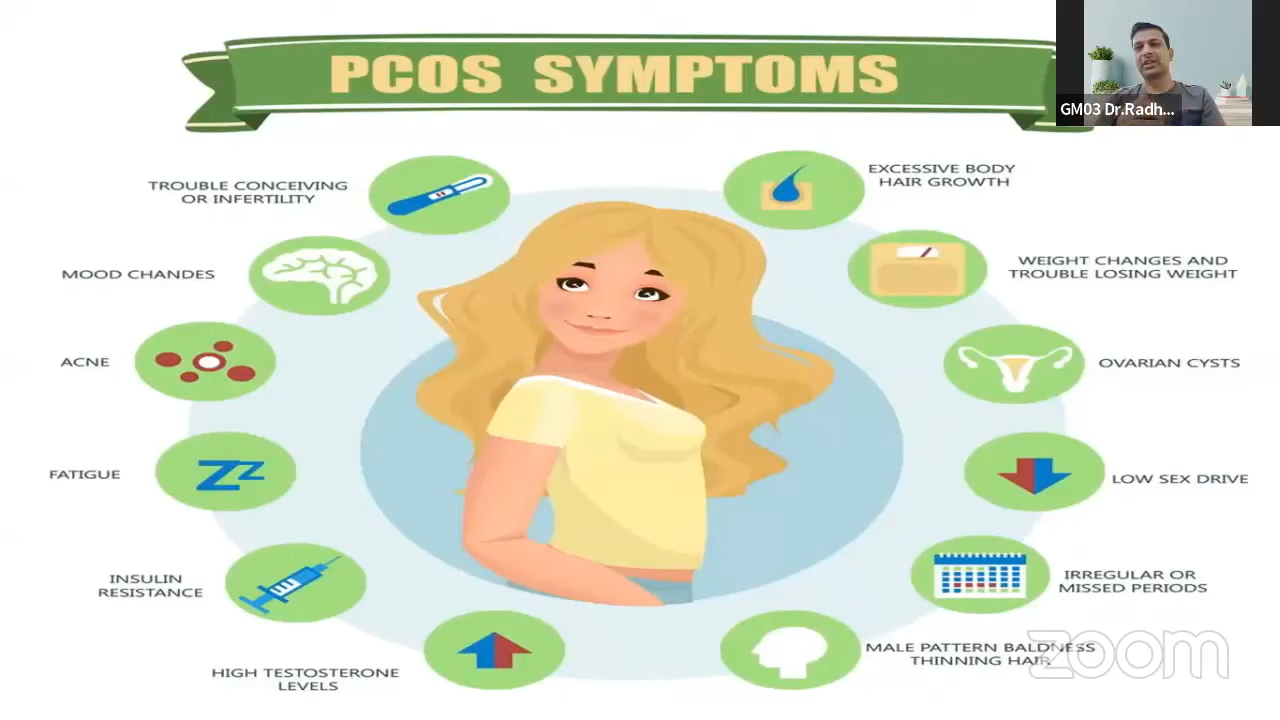 PCOS SYMPTOMS
GM03 Dr.Radh...
TROUBLE CONCEIVING
OR INFERTILITY
EXCESSIVE BODY
HAIR GROWTH
MOOD CHANDES
WEIGHT CHANGES AND
TROUBLE LOSING WEIGHT
ACNE
OVARIAN CYSTS
FATIGUE
Zz
LOW SEX DRIVE
INSULIN
RESISTANCE
IRREGULAR OR
MISSED PERIODS
HIGH TESTOSTERONE
LEVELS
MALE PATTERN BALDNESS
THINNING HAIR
zoom